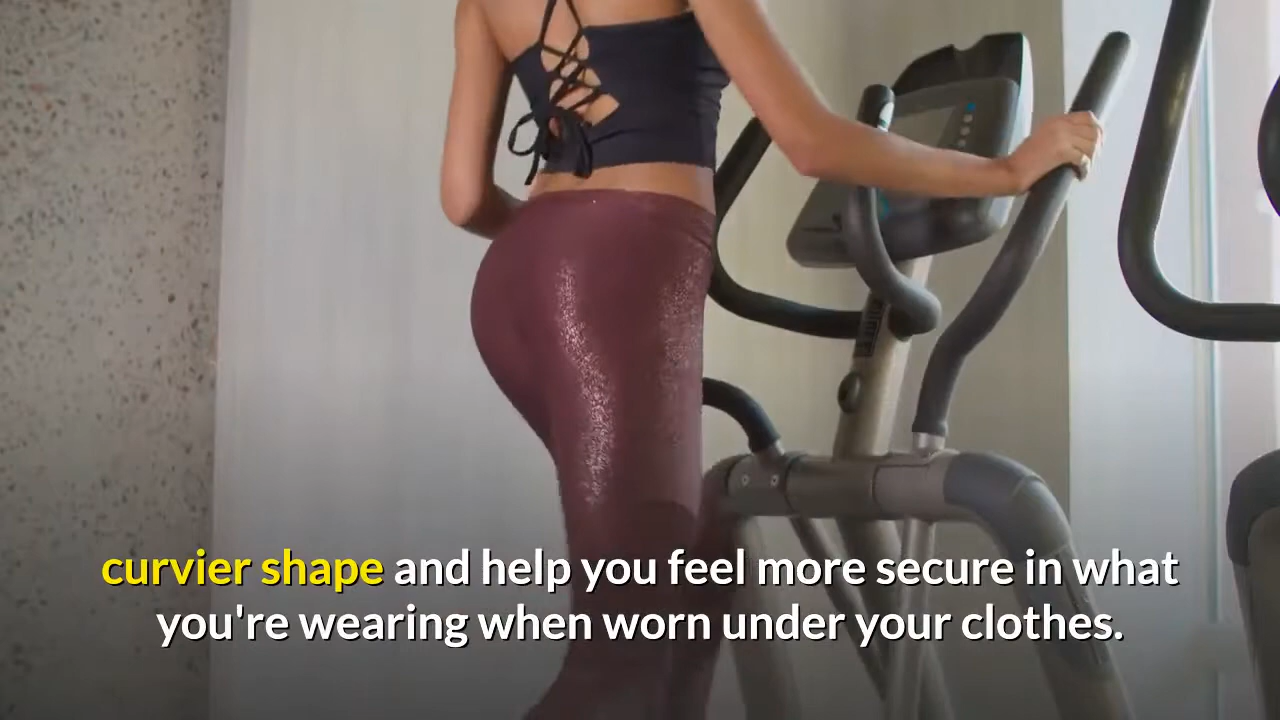 curvier shape and help you feel more secure in what
you're wearing when worn under your clothes.